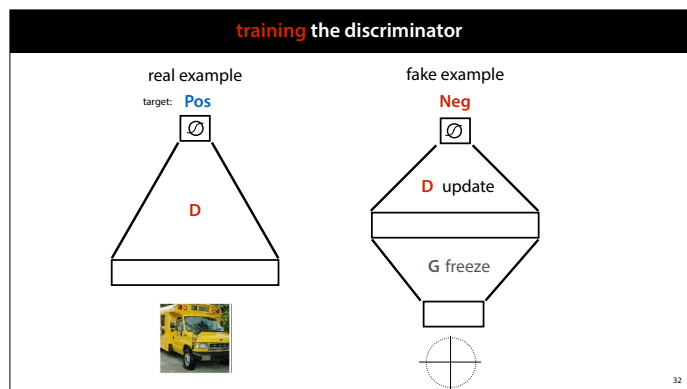 training the discriminator
real example
target: Pos
D
fake example
Neg
D update
G freeze
32